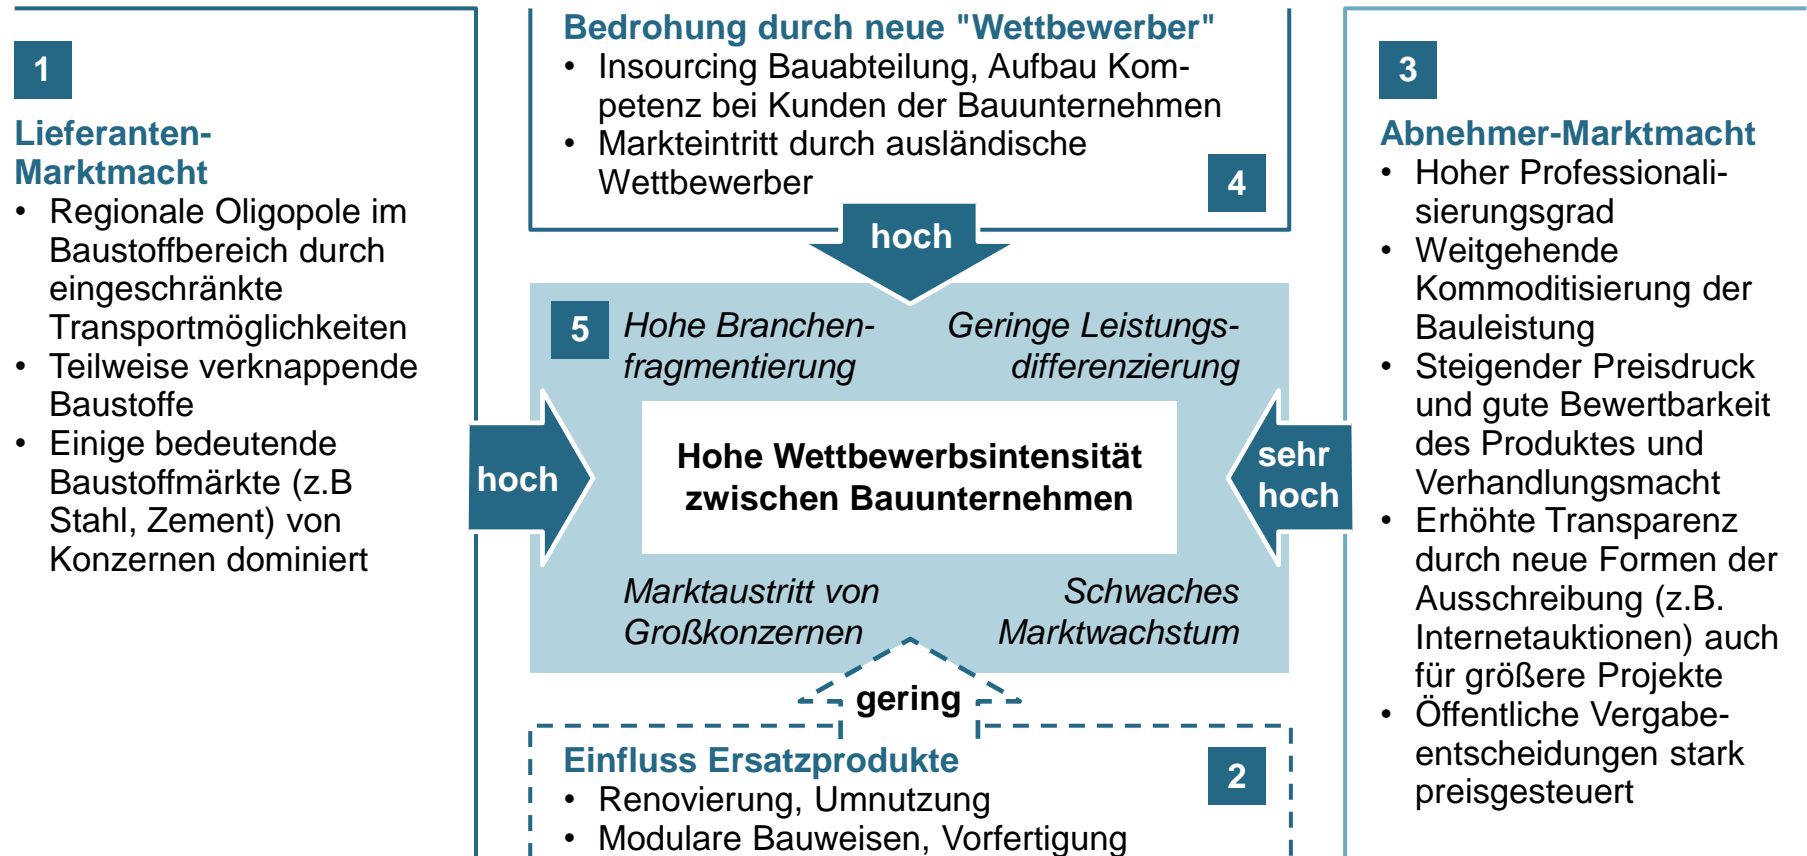 1
Lieferanten-
Marktmacht
• Regionale Oligopole im
Baustoffbereich durch
eingeschränkte
Transportmöglichkeiten
• Teilweise verknappende
Baustoffe
• Einige bedeutende
Baustoffmärkte (z.B
Stahl, Zement) von
Konzernen dominiert
hoch
Bedrohung durch neue "Wettbewerber"
• Insourcing Bauabteilung, Aufbau Kom-
petenz bei Kunden der Bauunternehmen
• Markteintritt durch ausländische
Wettbewerber
4
hoch
5
Hohe Branchen-
fragmentierung
Geringe Leistungs-
differenzierung
Hohe Wettbewerbsintensität
zwischen Bauunternehmen
Marktaustritt von
Großkonzernen
Schwaches
Marktwachstum
gering
Einfluss Ersatzprodukte
2
• Renovierung, Umnutzung
• Modulare Bauweisen, Vorfertigung
sehr
hoch
3
Abnehmer-Marktmacht
• Hoher Professionali-
sierungsgrad
• Weitgehende
Kommoditisierung der
Bauleistung
• Steigender Preisdruck
und gute Bewertbarkeit
des Produktes und
Verhandlungsmacht
• Erhöhte Transparenz
durch neue Formen der
Ausschreibung (z.B.
Internetauktionen) auch
für größere Projekte
• Öffentliche Vergabe-
entscheidungen stark
preisgesteuert